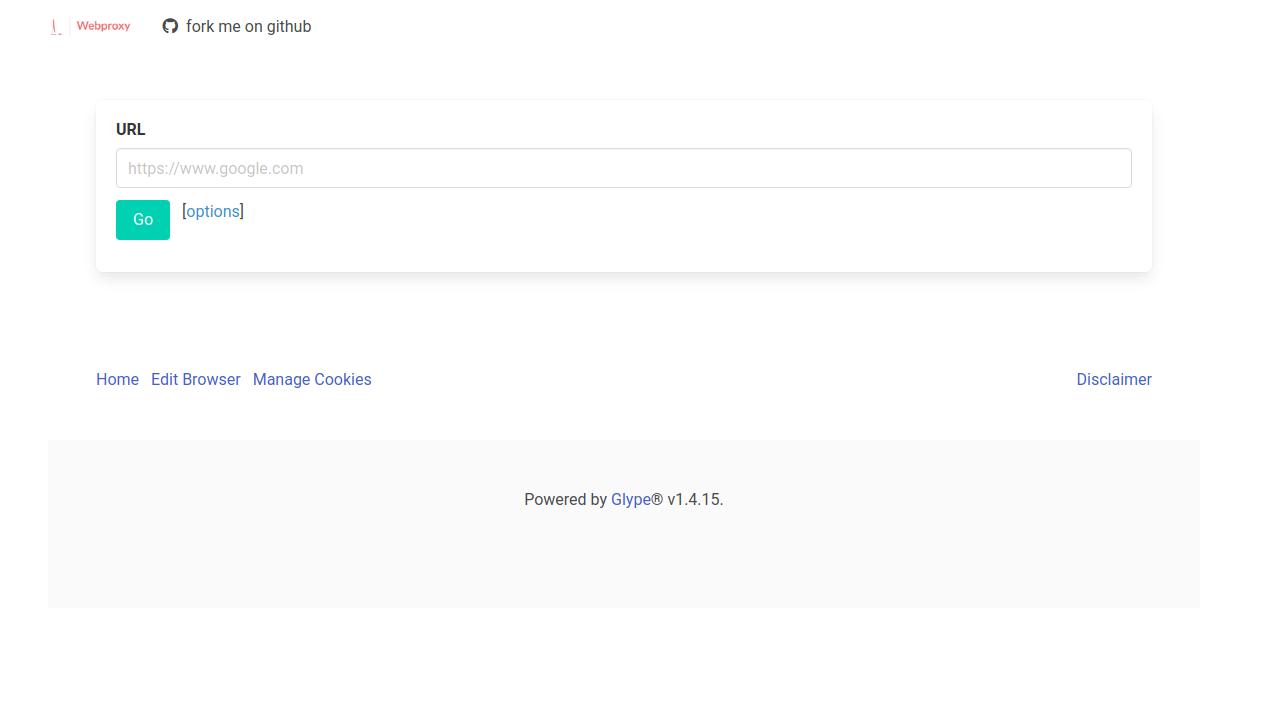 Webproxy fork me on github
URL
https://www.google.com
Go [options]
Home Edit Browser Manage Cookies Disclaimer
Powered by Glype® v1.4.15.